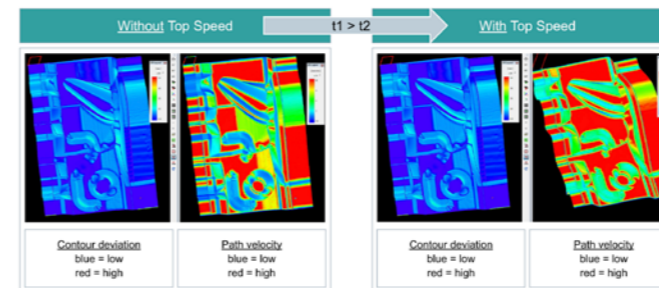 Without Top Speed
t1 > t2
With Top Speed
Contour deviation
blue = low
red = high
Path velocity
blue = low
red = high
Contour deviation
blue = low
red = high
Path velocity
blue = low
red = high